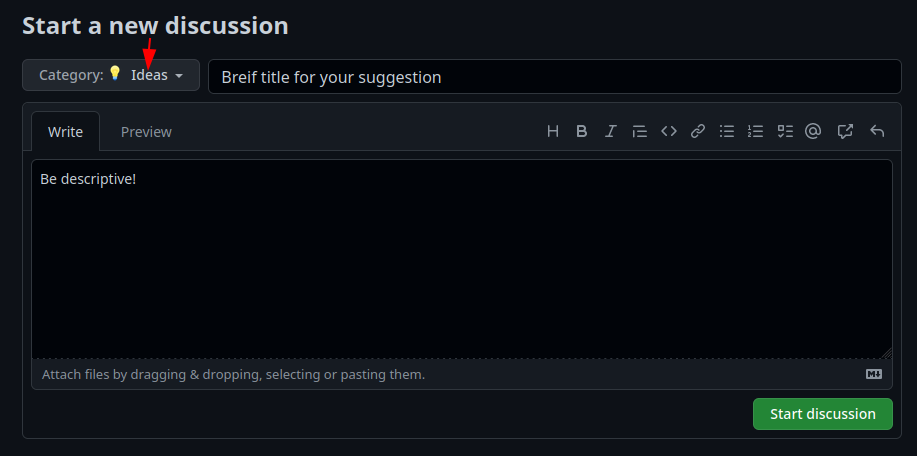 Start a new discussion
Category: 💡 Ideas
Breif title for your suggestion
Write Preview
Be descriptive!
Attach files by dragging & dropping, selecting or pasting them.
Start discussion